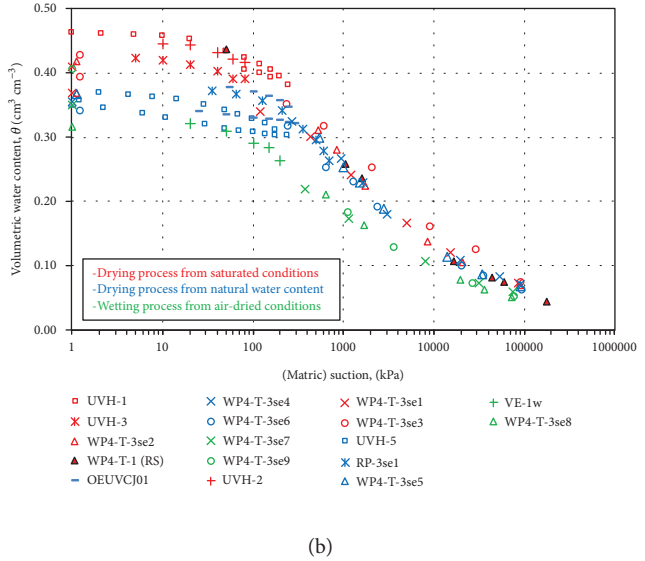 0.50
0.40
0.30
0.20
0.10
0.00
Volumetric water content, θ (cm³ cm⁻³)
-Drying process from saturated conditions
-Drying process from natural water content
-Wetting process from air-dried conditions
1
1 10 100 1000 10000 100000 1000000
(Matric) suction, (kPa)
UVH-1 WP4-T-3se4 WP4-T-3se1 VE-1w
UVH-3 WP4-T-3se6 WP4-T-3se3 WP4-T-3se8
WP4-T-3se2 WP4-T-3se7 UVH-5
WP4-T-1 (RS) WP4-T-3se9 RP-3se1
OEUVCJ01 UVH-2 WP4-T-3se5
(b)